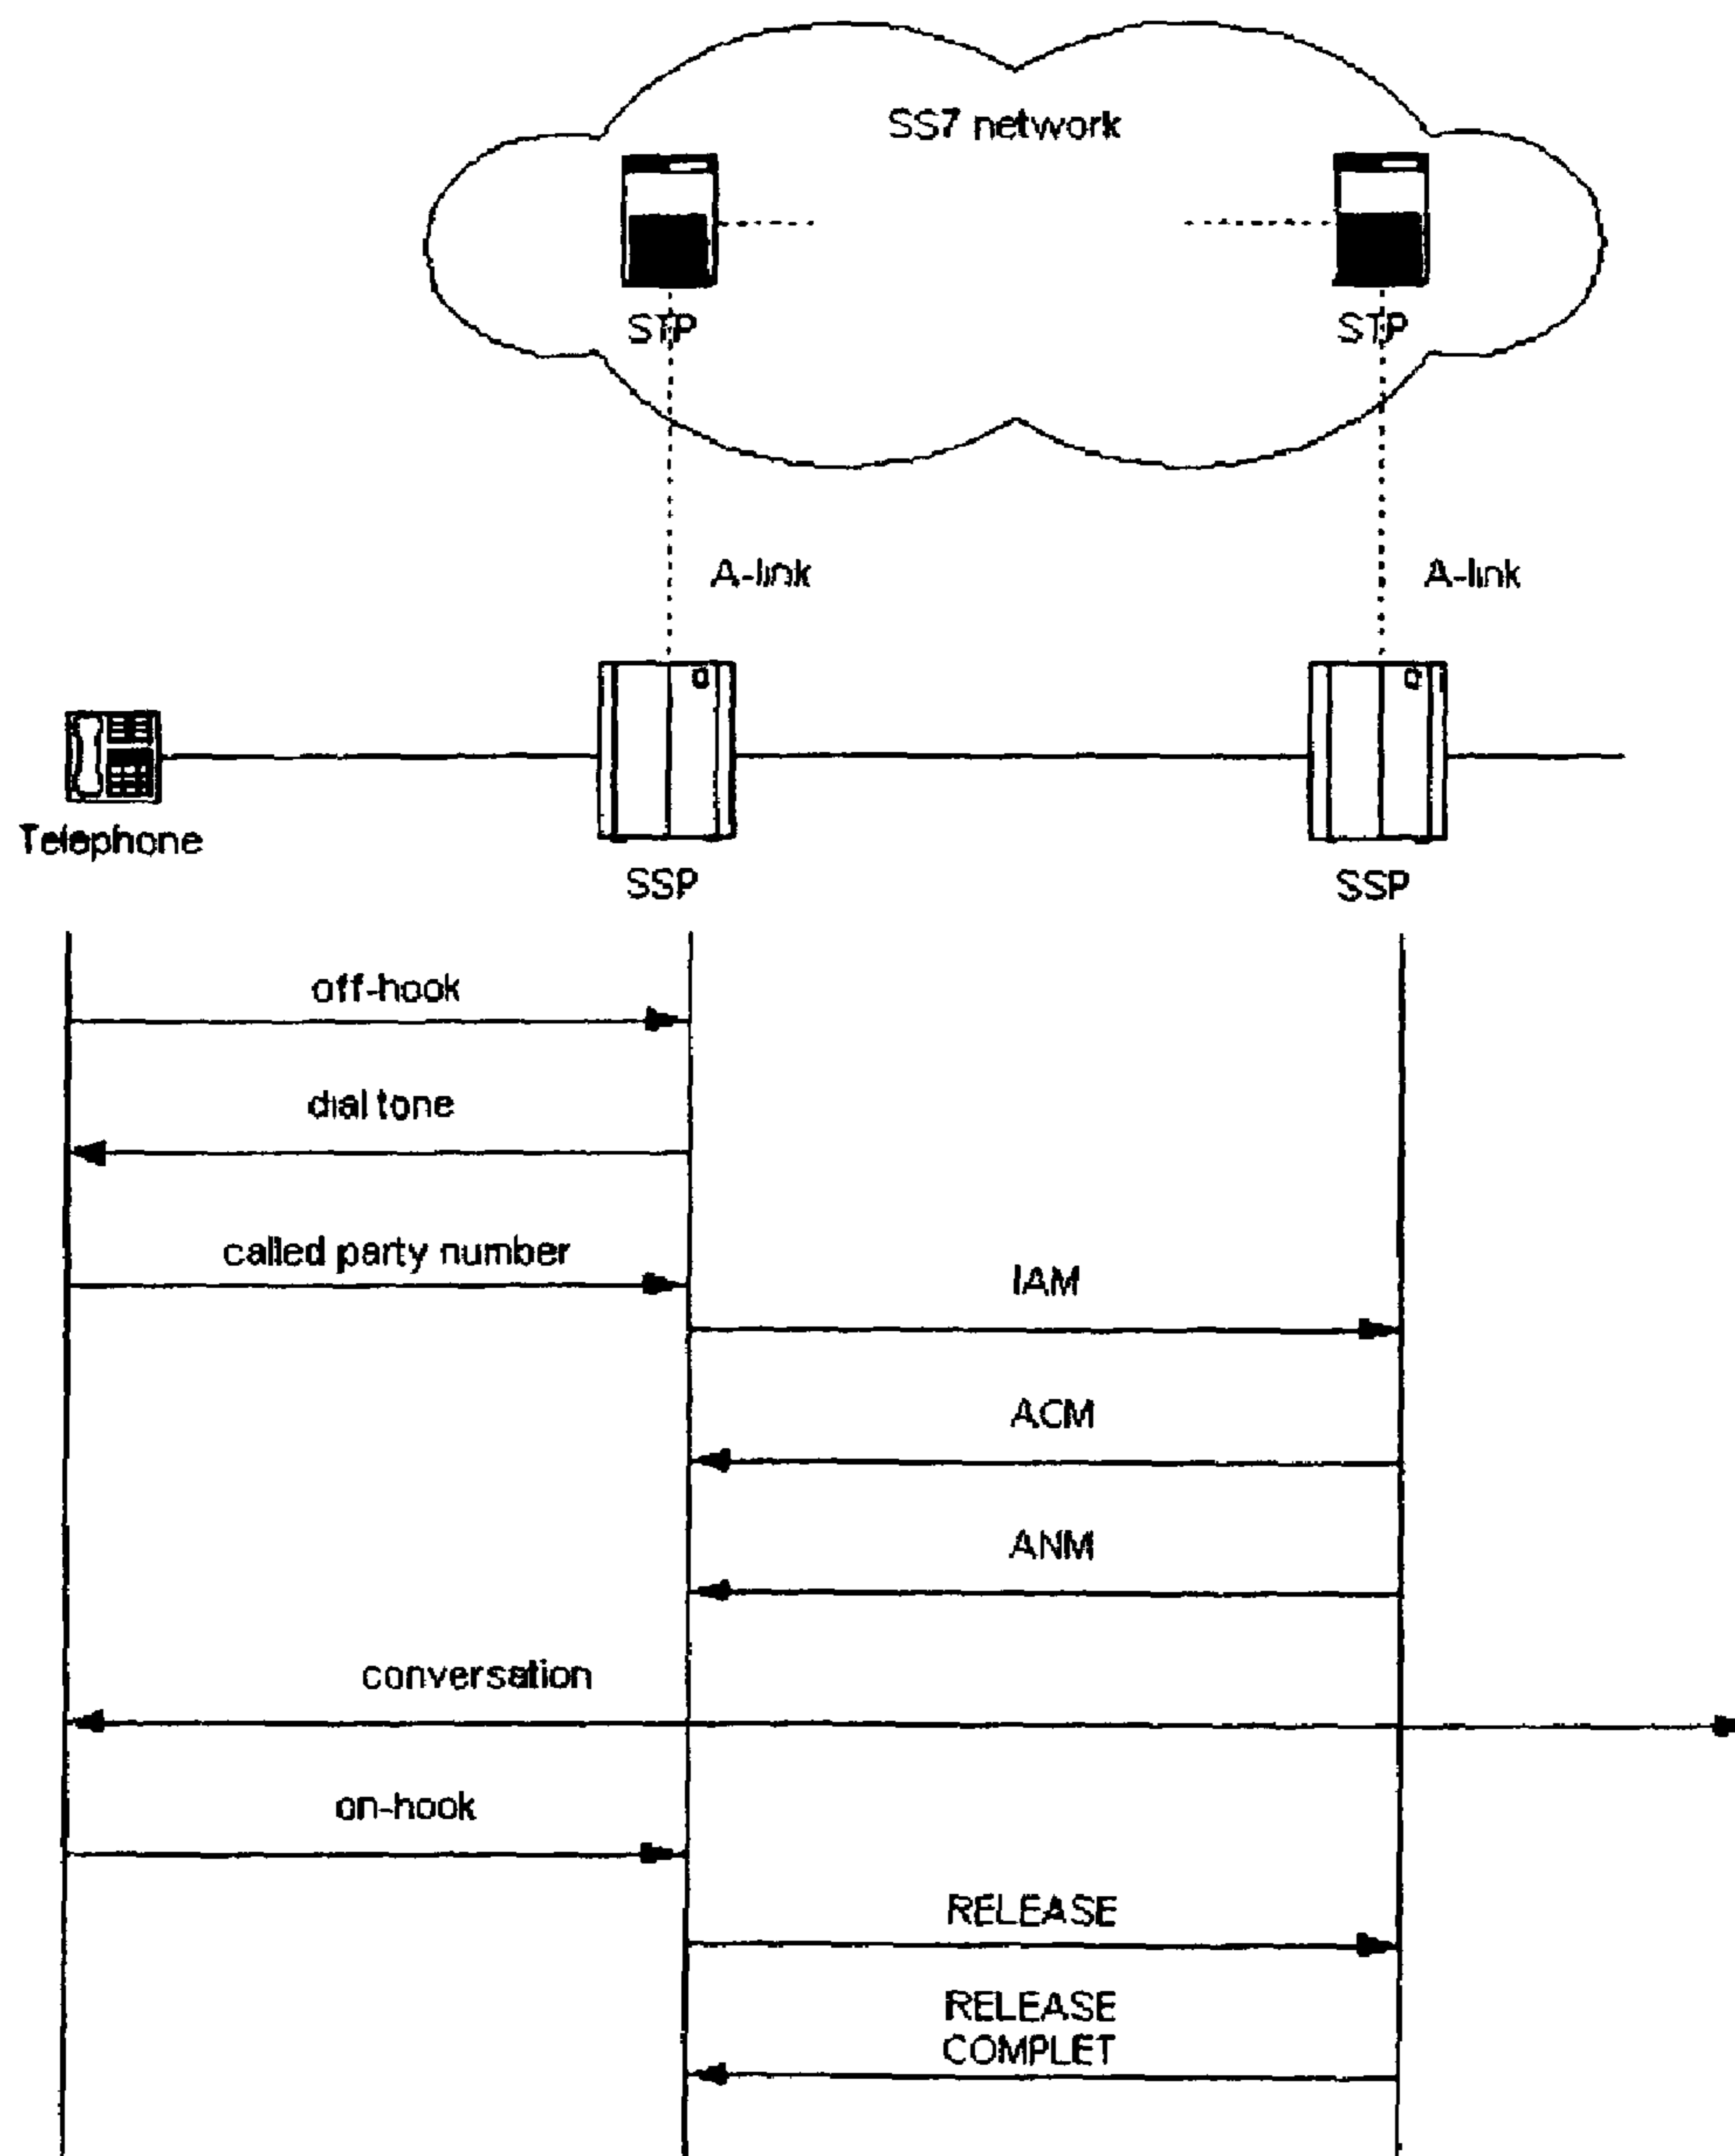 SS7 network
STP
STP
A-link
A-link
Telephone
SSP
SSP
off-hook
dial tone
called party number
IAM
ACM
ANM
conversation
on-hook
RELEASE
RELEASE
COMPLET